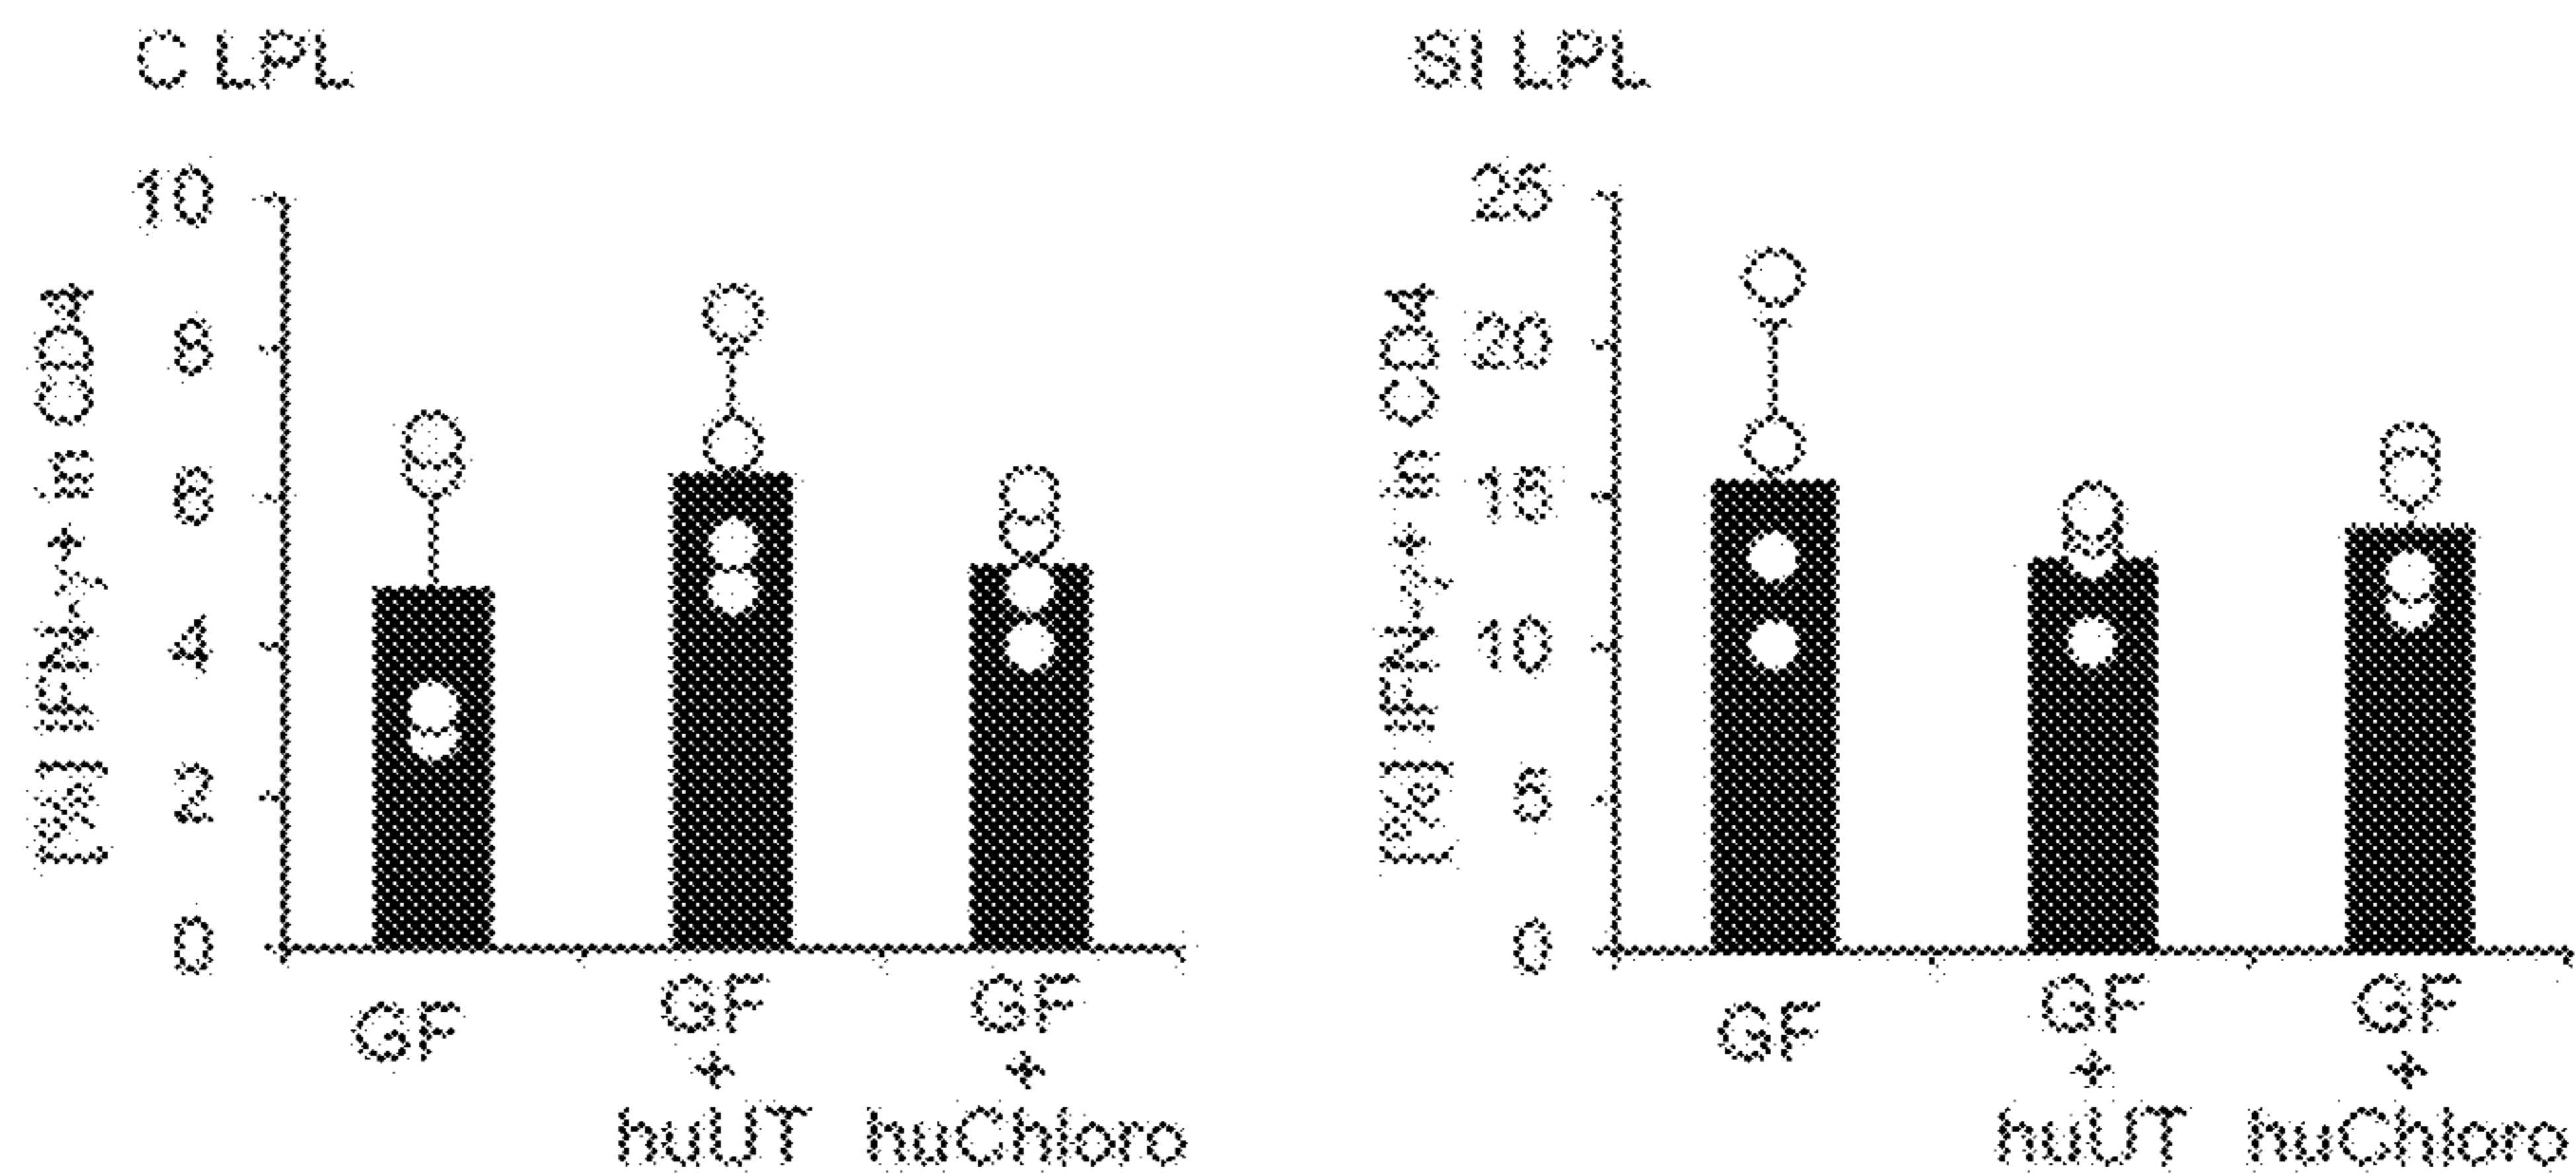 C LPL
[%] IFN-γ+ in CD4
10
8
6
4
2
0
GF
GF
+
huUT
GF
+
huChloro
SI LPL
[%] IFN-γ+ in CD4
25
20
15
10
5
0
GF
GF
+
huUT
GF
+
huChloro